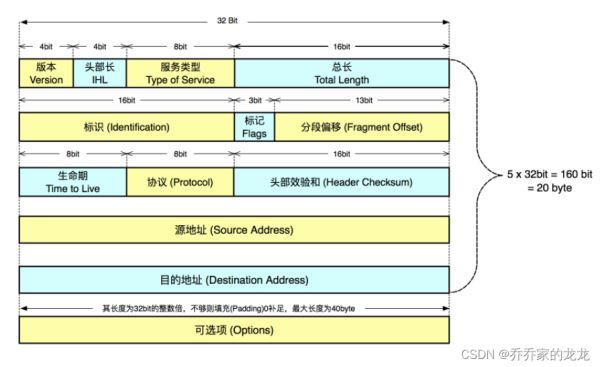 32 Bit
4bit 4bit 8bit 16bit
版本 头部长 服务类型 总长
Version IHL Type of Service Total Length
16bit 3bit 13bit
标识 (Identification) 标记 分段偏移 (Fragment Offset)
Flags
8bit 8bit 16bit
生命期 协议 (Protocol) 头部效验和 (Header Checksum)
Time to Live
5 x 32bit = 160 bit
= 20 byte
源地址 (Source Address)
目的地址 (Destination Address)
其长度为32bit的整数倍，不够则填充(Padding)0补足，最大长度为40byte
可选项 (Options)
CSDN @乔乔家的龙龙